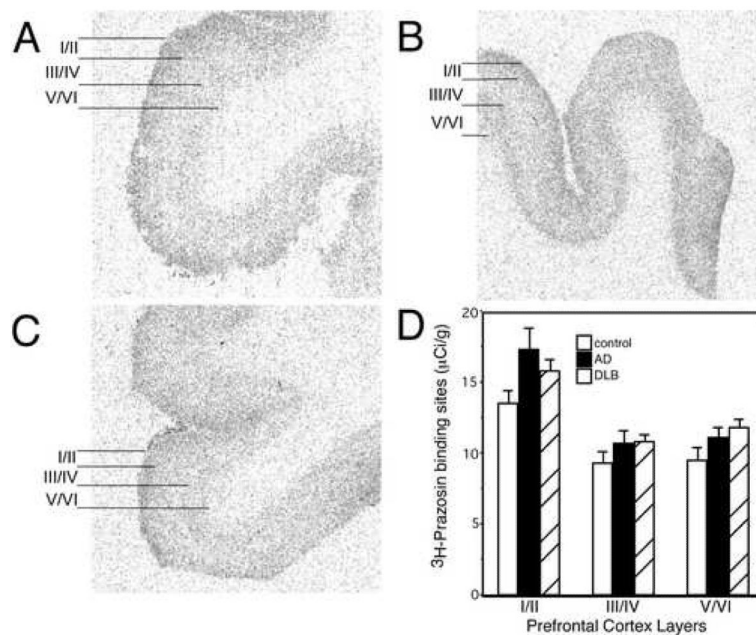 A
I/II
III/IV
V/VI
B
I/II
III/IV
V/VI
C
I/II
III/IV
V/VI
D
20
15
10
5
0
³H-Prazosin binding sites (µCi/g)
control
AD
DLB
I/II III/IV V/VI
Prefrontal Cortex Layers